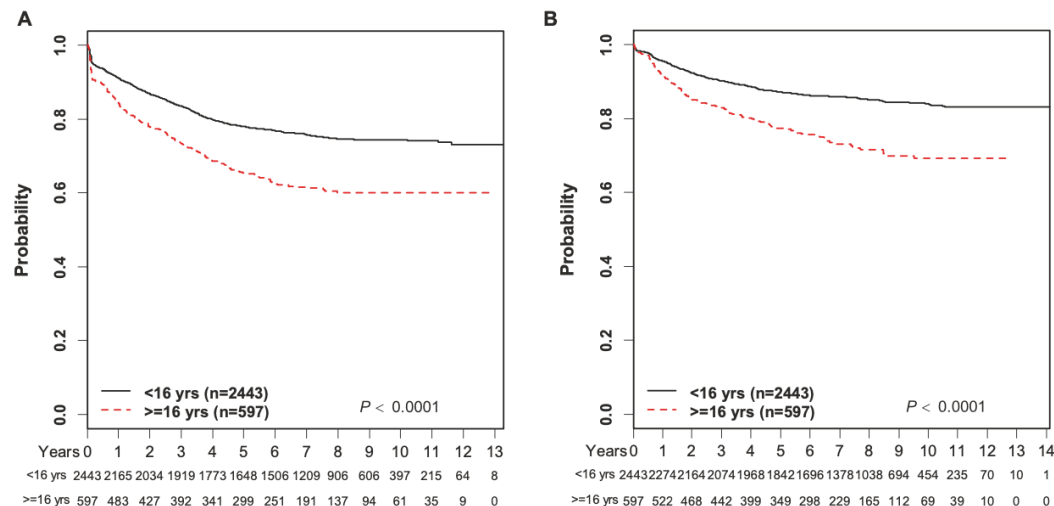 A
Probability
1.0
0.8
0.6
0.4
0.2
0.0
<16 yrs (n=2443)
>=16 yrs (n=597)
P < 0.0001
Years 0 1 2 3 4 5 6 7 8 9 10 11 12 13
<16 yrs 2443 2165 2034 1919 1773 1648 1506 1209 906 606 397 215 64 8
>=16 yrs 597 483 427 392 341 299 251 191 137 94 61 35 9 0
B
Probability
1.0
0.8
0.6
0.4
0.2
0.0
<16 yrs (n=2443)
>=16 yrs (n=597)
P < 0.0001
Years 0 1 2 3 4 5 6 7 8 9 10 11 12 13 14
<16 yrs 24432274 2164 2074 1968 1842 1696 1378 1038 694 454 235 70 10 1
>=16 yrs 597 522 468 442 399 349 298 229 165 112 69 39 10 0 0